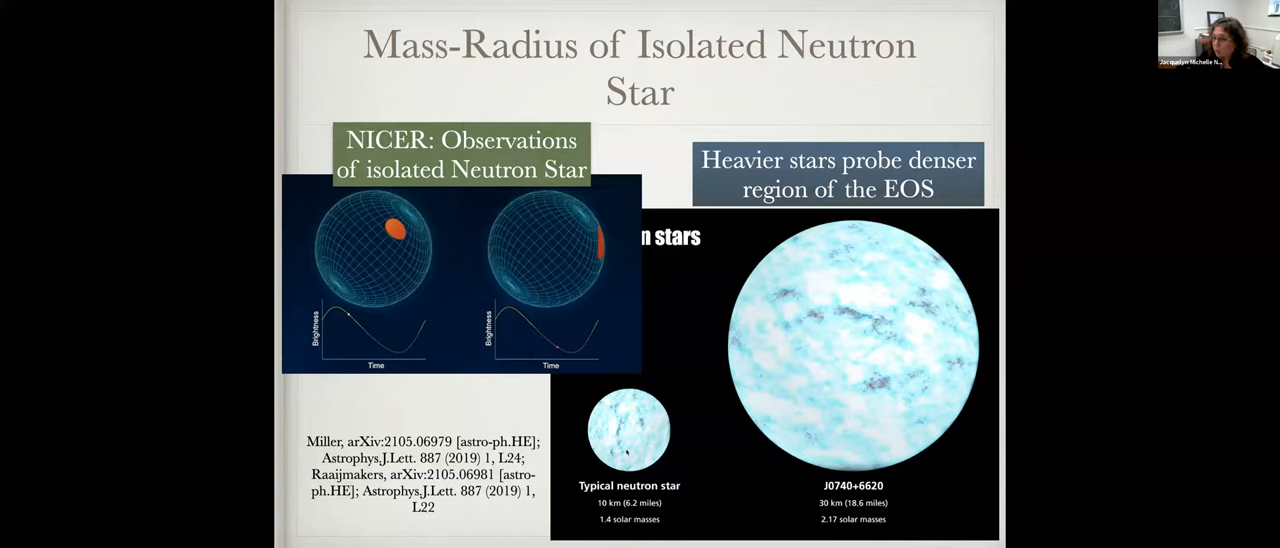 Mass-Radius of Isolated Neutron
Star
NICER: Observations
of isolated Neutron Star
Heavier stars probe denser
region of the EOS
n stars
Brightness
Time
Brightness
Time
Miller, arXiv:2105.06979 [astro-ph.HE];
Astrophys.J.Lett. 887 (2019) 1, L24;
Raaijmakers, arXiv:2105.06981 [astro-
ph.HE]; Astrophys.J.Lett. 887 (2019) 1,
L22
Typical neutron star
10 km (6.2 miles)
1.4 solar masses
J0740+6620
30 km (18.6 miles)
2.17 solar masses
Jacquelyn Michelle N...